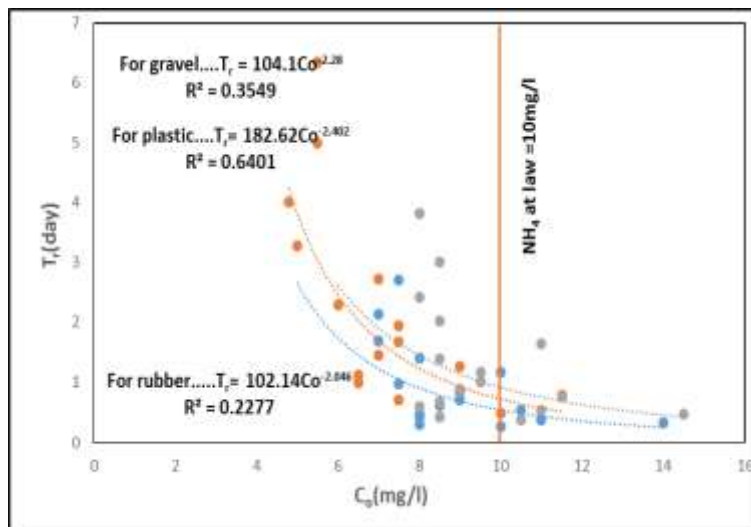 7
For gravel....Tᵣ = 104.1Co⁻²·²⁸
R² = 0.3549
6
For plastic....Tᵣ= 182.62Co⁻²·⁴⁰²
R² = 0.6401
5
4
3
2
For rubber.....Tᵣ= 102.14Co⁻²·⁰⁴⁶
R² = 0.2277
1
0
NH₄ at law =10mg/l
Tᵣ(day)
0 2 4 6 8 10 12 14 16
Cₒ(mg/l)